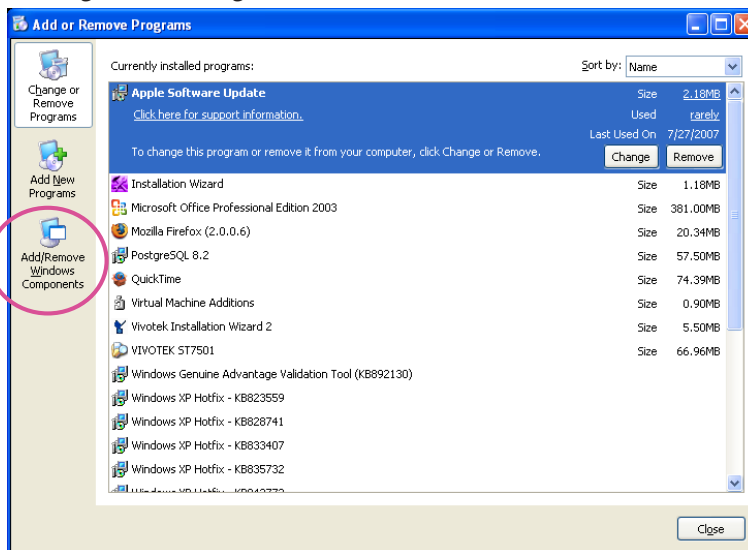 Add or Remove Programs
Currently installed programs:
Sort by: Name
Change or
Remove
Programs
Add New
Programs
Add/Remove
Windows
Components
Apple Software Update Size 2.18MB
Click here for support information. Used rarely
Last Used On 7/27/2007
To change this program or remove it from your computer, click Change or Remove. Change Remove
Installation Wizard Size 1.18MB
Microsoft Office Professional Edition 2003 Size 381.00MB
Mozilla Firefox (2.0.0.6) Size 20.34MB
PostgreSQL 8.2 Size 57.50MB
QuickTime Size 74.39MB
Virtual Machine Additions Size 0.90MB
Vivotek Installation Wizard 2 Size 5.50MB
VIVOTEK ST7501 Size 66.96MB
Windows Genuine Advantage Validation Tool (KB892130)
Windows XP Hotfix - KB823559
Windows XP Hotfix - KB828741
Windows XP Hotfix - KB833407
Windows XP Hotfix - KB835732
Close